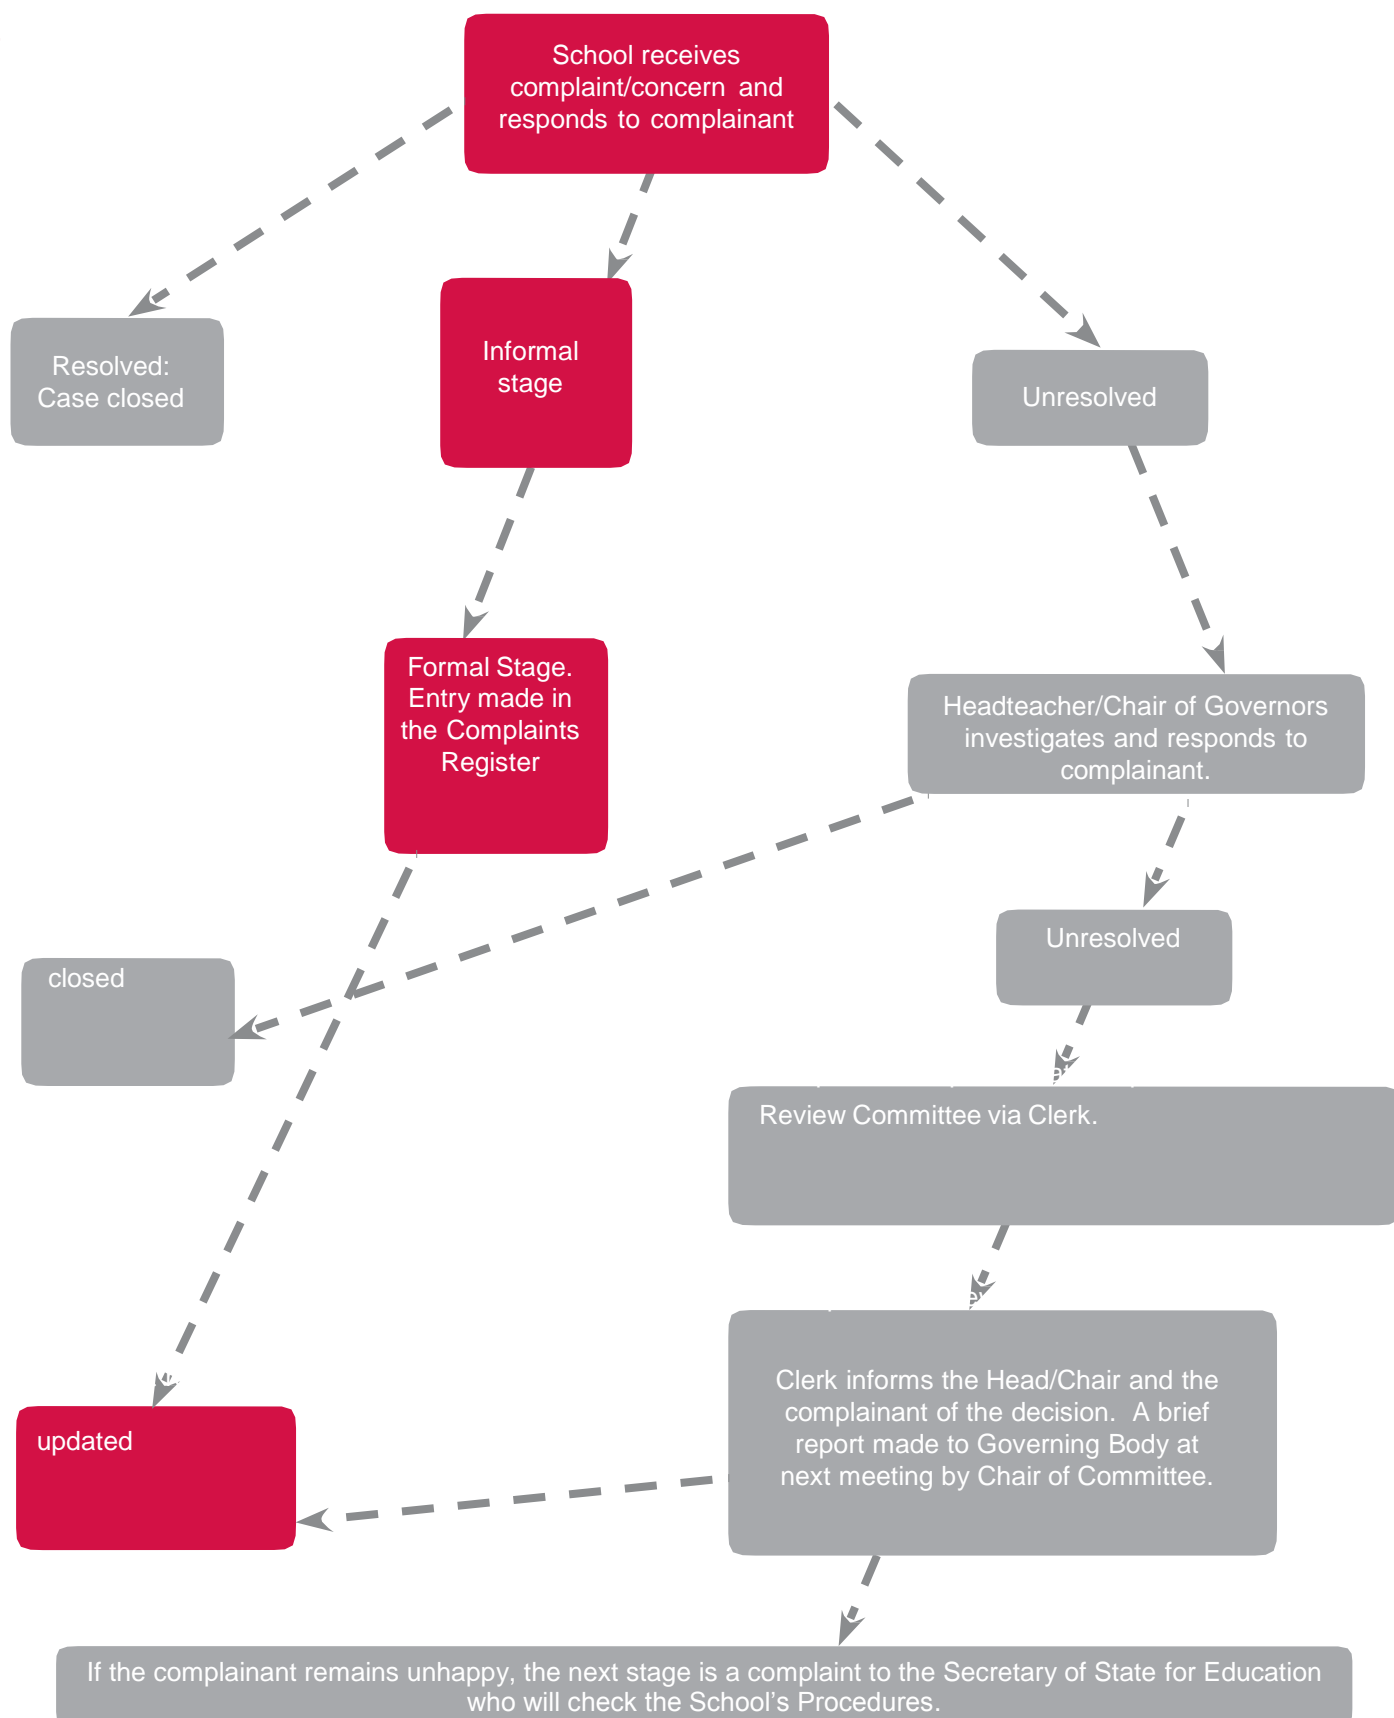 School receives
complaint/concern and
responds to complainant
Resolved:
Case closed
Informal
stage
Unresolved
Formal Stage.
Entry made in
the Complaints
Register
Headteacher/Chair of Governors
investigates and responds to
complainant.
Unresolved
closed
Review Committee via Clerk.
Clerk informs the Head/Chair and the
complainant of the decision. A brief
report made to Governing Body at
next meeting by Chair of Committee.
updated
If the complainant remains unhappy, the next stage is a complaint to the Secretary of State for Education
who will check the School's Procedures.